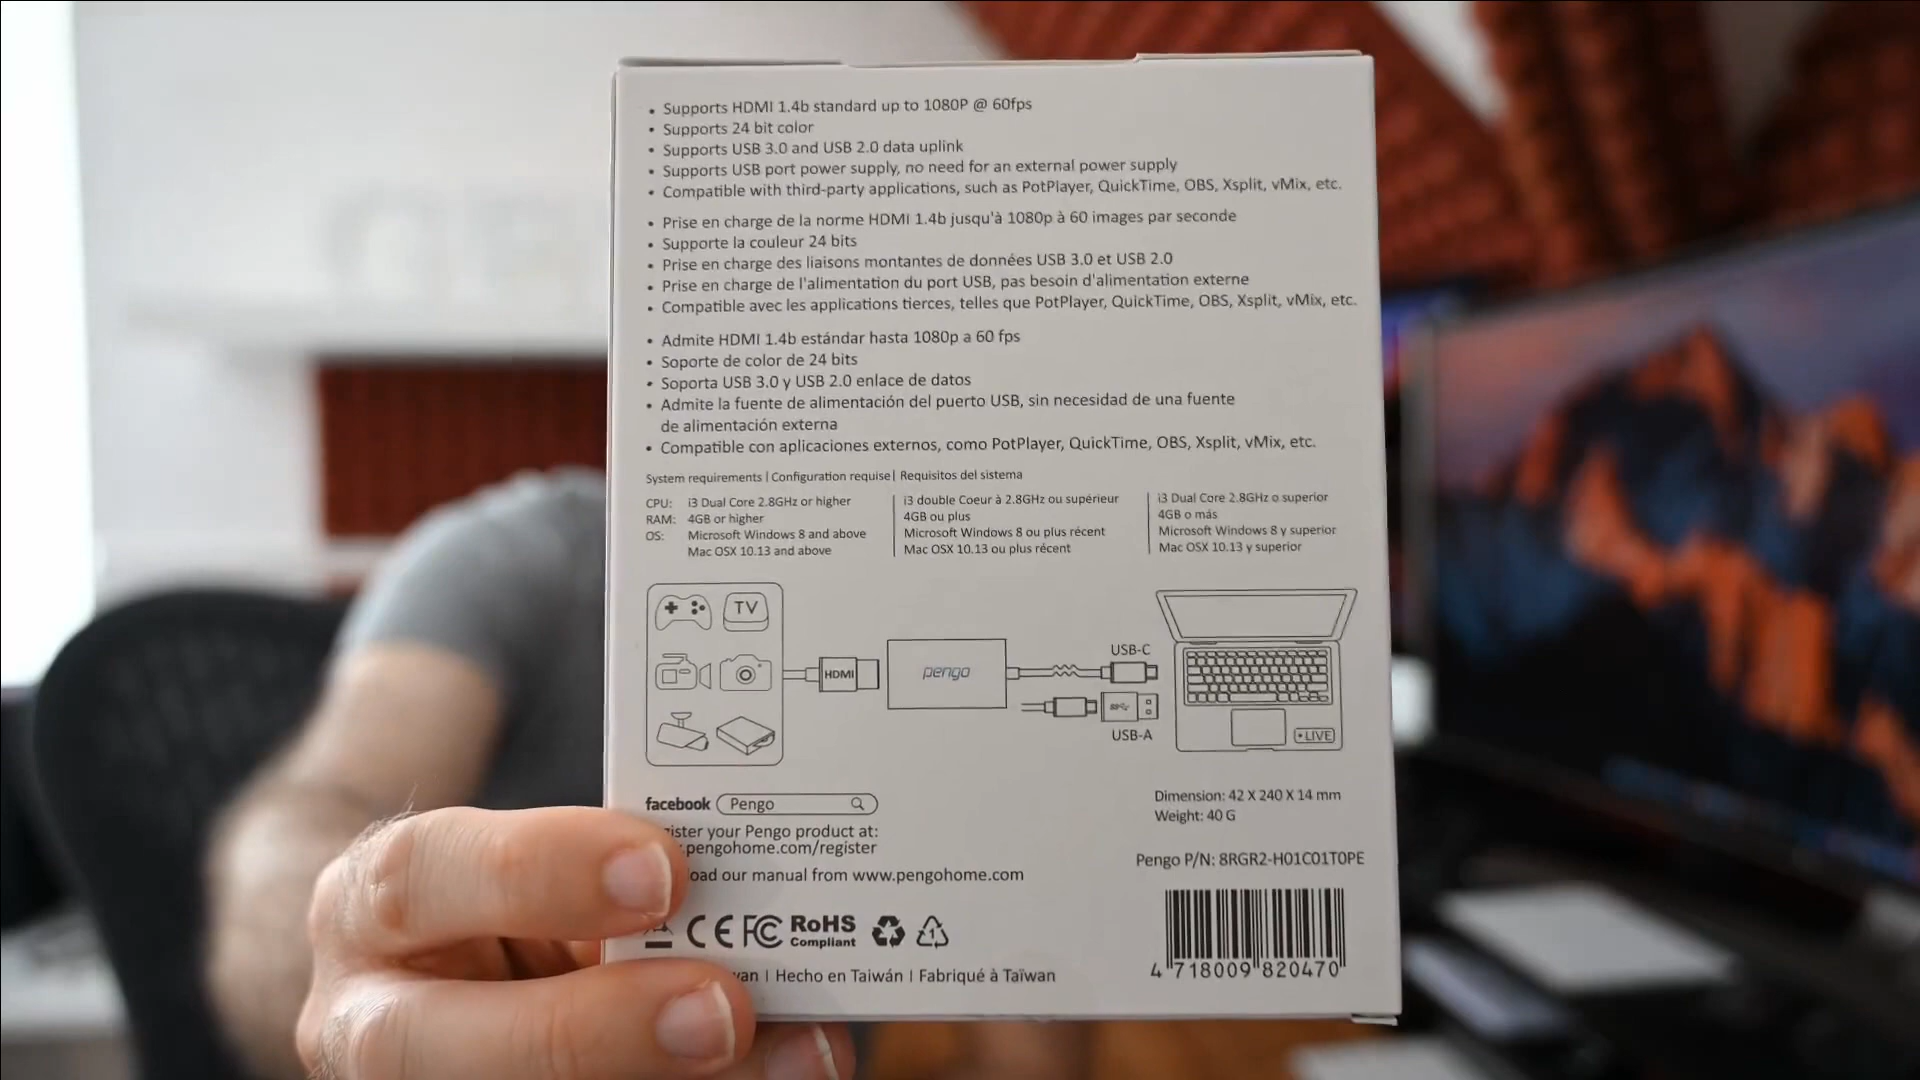 • Supports HDMI 1.4b standard up to 1080P @ 60fps
• Supports 24 bit color
• Supports USB 3.0 and USB 2.0 data uplink
• Supports USB port power supply, no need for an external power supply
• Compatible with third-party applications, such as PotPlayer, QuickTime, OBS, Xsplit, vMix, etc.
• Prise en charge de la norme HDMI 1.4b jusqu'à 1080p à 60 images par seconde
• Supporte la couleur 24 bits
• Prise en charge des liaisons montantes de données USB 3.0 et USB 2.0
• Prise en charge de l'alimentation du port USB, pas besoin d'alimentation externe
• Compatible avec les applications tierces, telles que PotPlayer, QuickTime, OBS, Xsplit, vMix, etc.
• Admite HDMI 1.4b estándar hasta 1080p a 60 fps
• Soporte de color de 24 bits
• Soporta USB 3.0 y USB 2.0 enlace de datos
• Admite la fuente de alimentación del puerto USB, sin necesidad de una fuente
de alimentación externa
• Compatible con aplicaciones externos, como PotPlayer, QuickTime, OBS, Xsplit, vMix, etc.
System requirements | Configuration requise | Requisitos del sistema
CPU: i3 Dual Core 2.8GHz or higher
RAM: 4GB or higher
OS: Microsoft Windows 8 and above
Mac OSX 10.13 and above
i3 double Coeur à 2.8GHz ou supérieur
4GB ou plus
Microsoft Windows 8 ou plus récent
Mac OSX 10.13 ou plus récent
i3 Dual Core 2.8GHz o superior
4GB o más
Microsoft Windows 8 y superior
Mac OSX 10.13 y superior
TV
HDMI
pengo
USB-C
USB-A
LIVE
facebook Pengo
ister your Pengo product at:
pengohome.com/register
oad our manual from www.pengohome.com
Dimension: 42 X 240 X 14 mm
Weight: 40 G
Pengo P/N: 8RGR2-H01C01T0PE
CE FC RoHS
Compliant
1
4 718009 820470
van | Hecho en Taiwán | Fabriqué à Taïwan